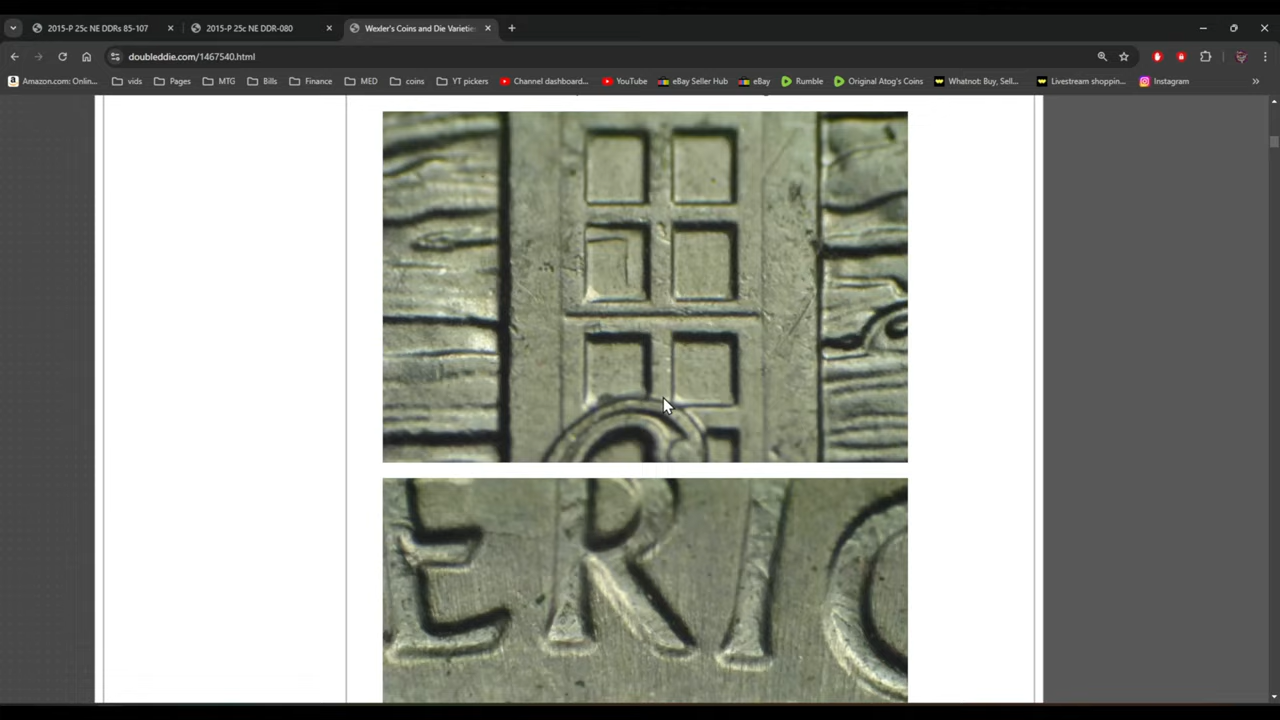 2015-P 25c NE DDRs 85-107
2015-P 25c NE DDR-080
Wexler's Coins and Die Varietie
doubleddie.com/1467540.html
Amazon.com: Onlin...
vids
Pages
MTG
Bills
Finance
MED
coins
YT pickers
Channel dashboard...
YouTube
eBay Seller Hub
eBay
Rumble
Original Atog's Coins
Whatnot: Buy, Sell...
Livestream shoppin...
Instagram
ERIC